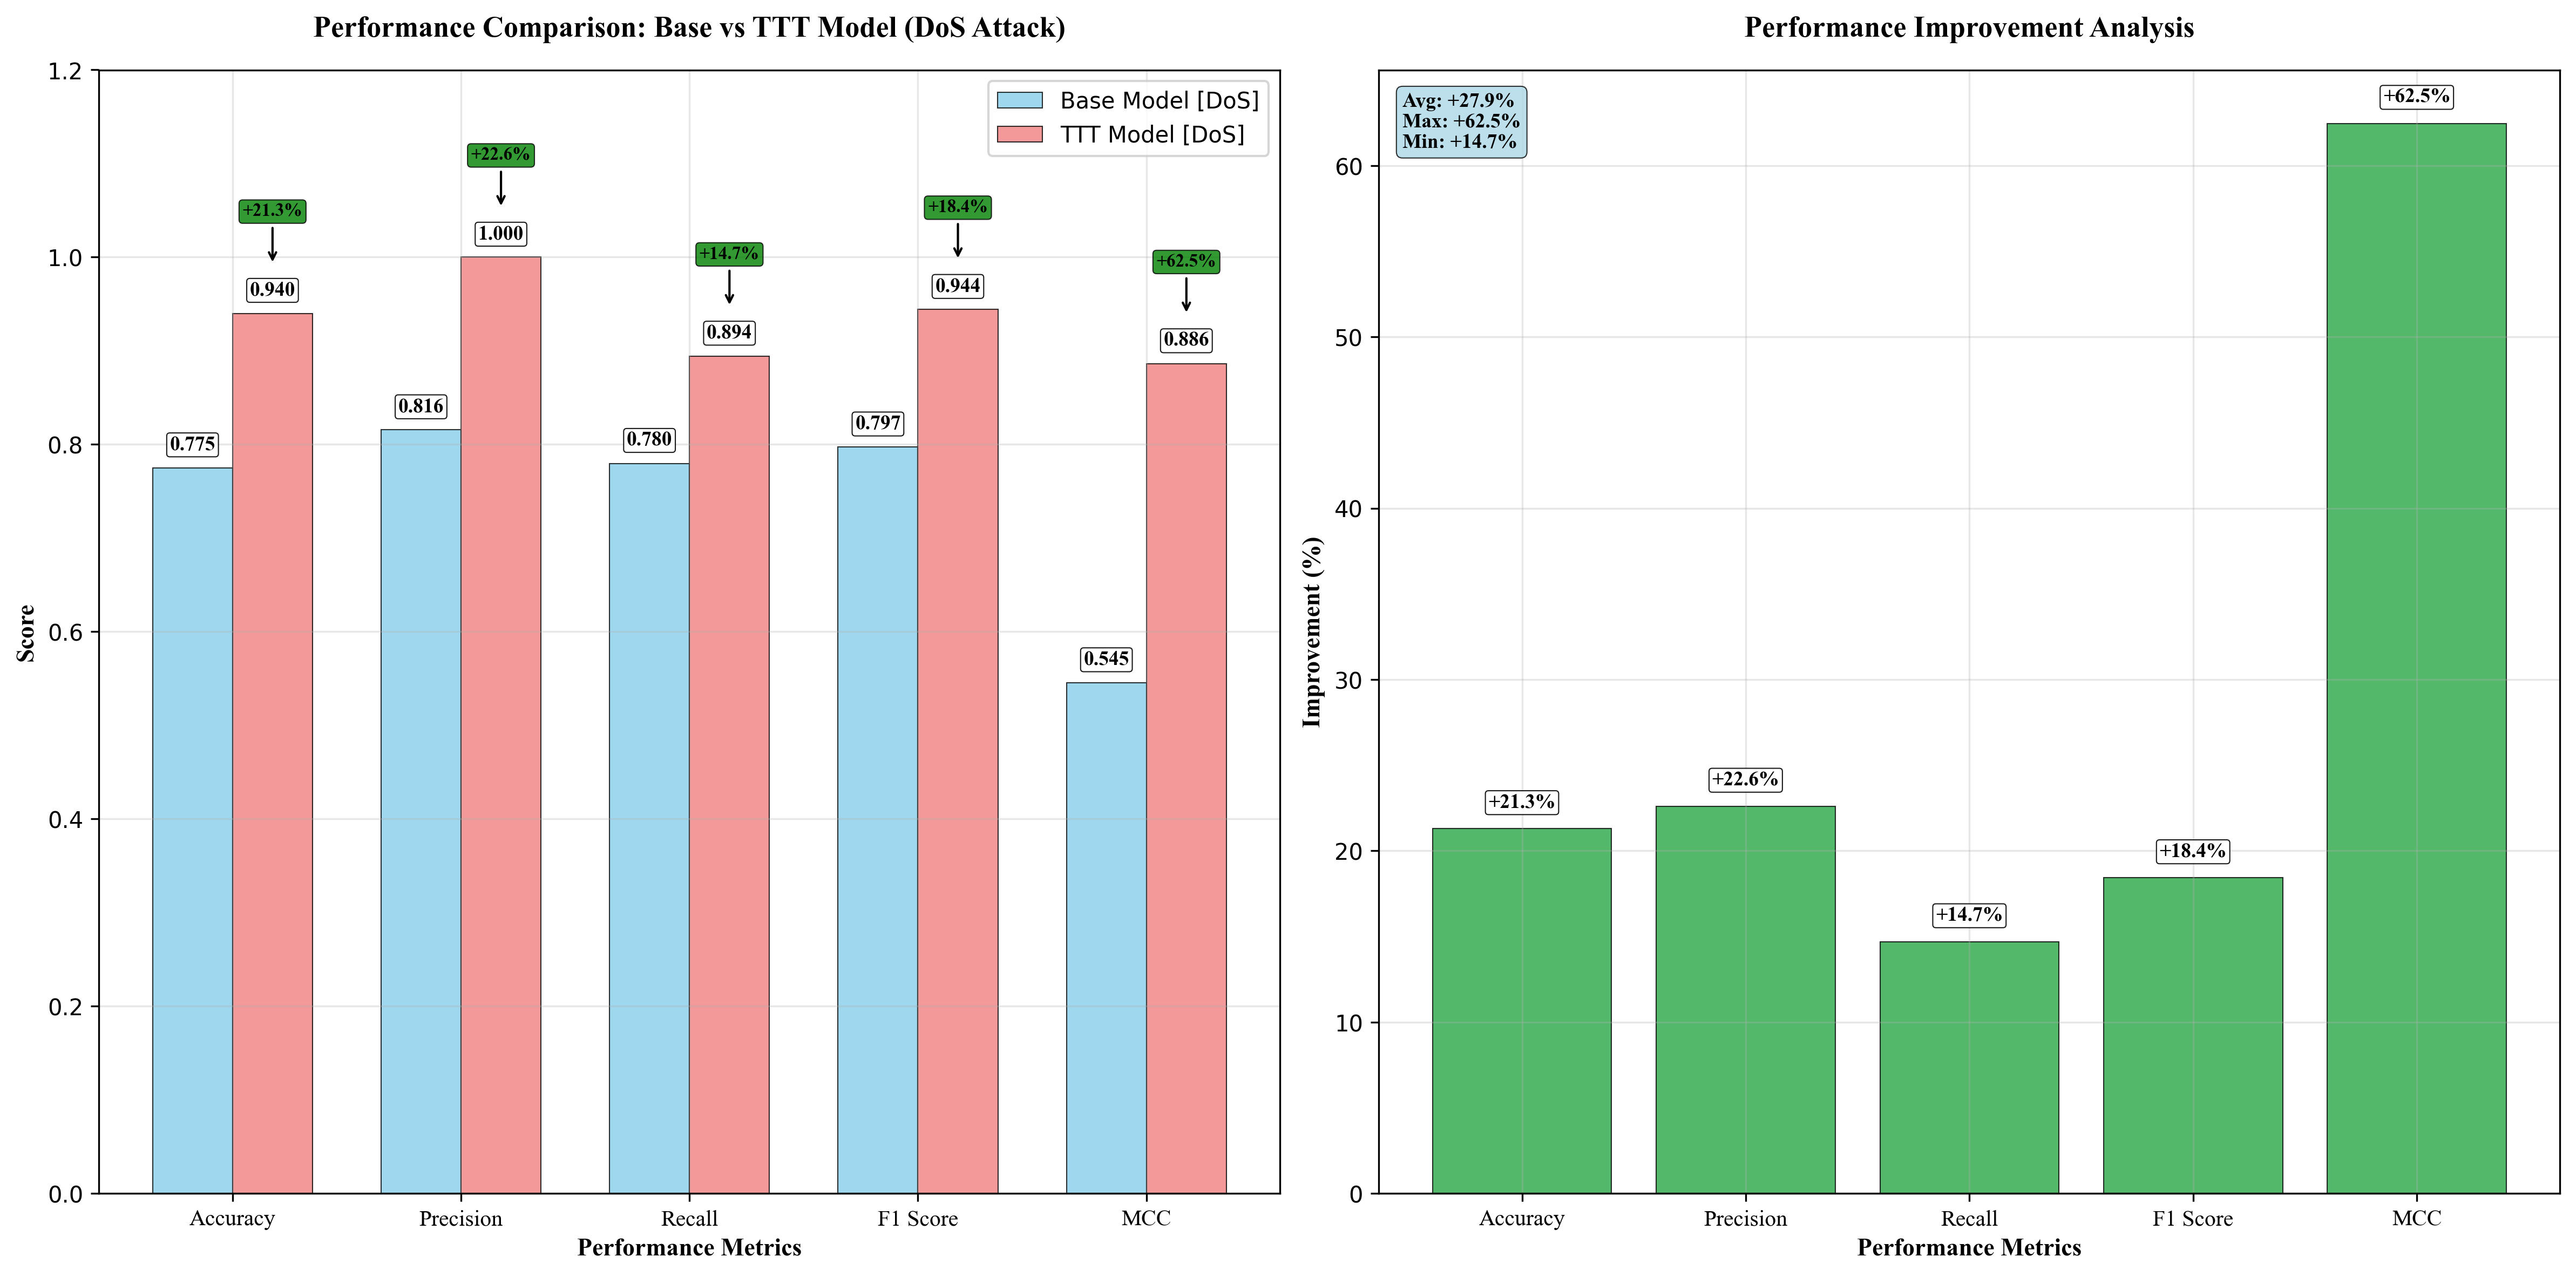 Performance Comparison: Base vs TTT Model (DoS Attack)
Base Model [DoS]
TTT Model [DoS]
Score
1.2
1.0
0.8
0.6
0.4
0.2
0.0
+21.3%
+22.6%
+14.7%
+18.4%
+62.5%
0.775
0.940
0.816
1.000
0.780
0.894
0.797
0.944
0.545
0.886
Accuracy
Precision
Recall
F1 Score
MCC
Performance Metrics
Performance Improvement Analysis
Avg: +27.9%
Max: +62.5%
Min: +14.7%
Improvement (%)
60
50
40
30
20
10
0
+21.3%
+22.6%
+14.7%
+18.4%
+62.5%
Accuracy
Precision
Recall
F1 Score
MCC
Performance Metrics